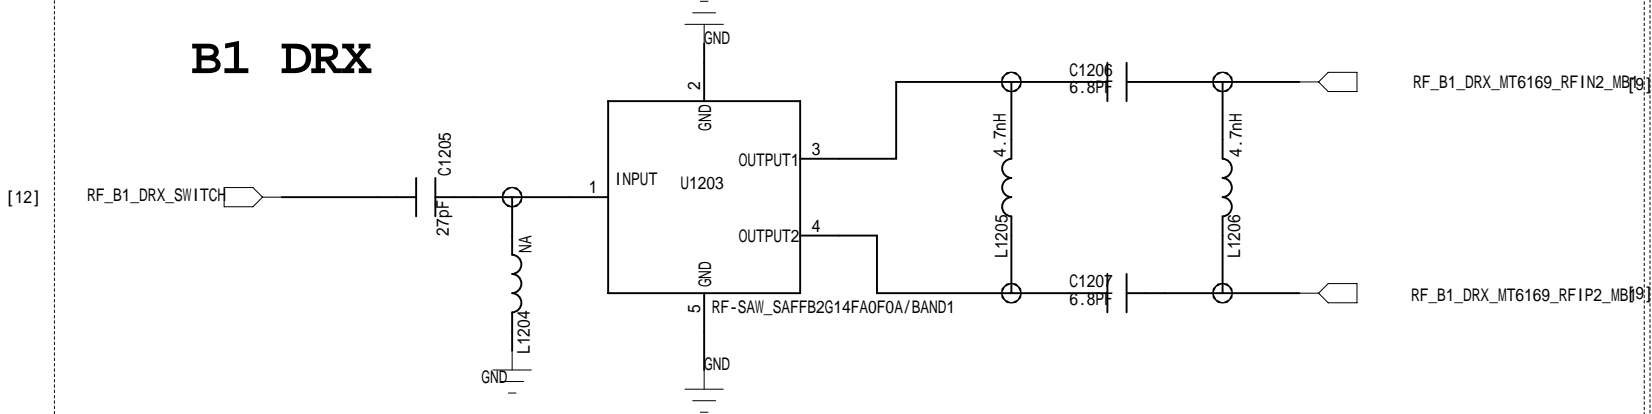 GND
B1 DRX
C1206
6.8PF
RF_B1_DRX_MT6169_RFIN2_MB1
[9]
2
GND
4.7nH
4.7nH
C1205
27pF
OUTPUT1
3
[12]
RF_B1_DRX_SWITCH
1
INPUT
U1203
OUTPUT2
4
L1205
L1206
NA
L1204
GND
GND
5
RF-SAW_SAFFB2G14FA0F0A/BAND1
C1207
6.8PF
RF_B1_DRX_MT6169_RFIP2_MB1
[9]
GND